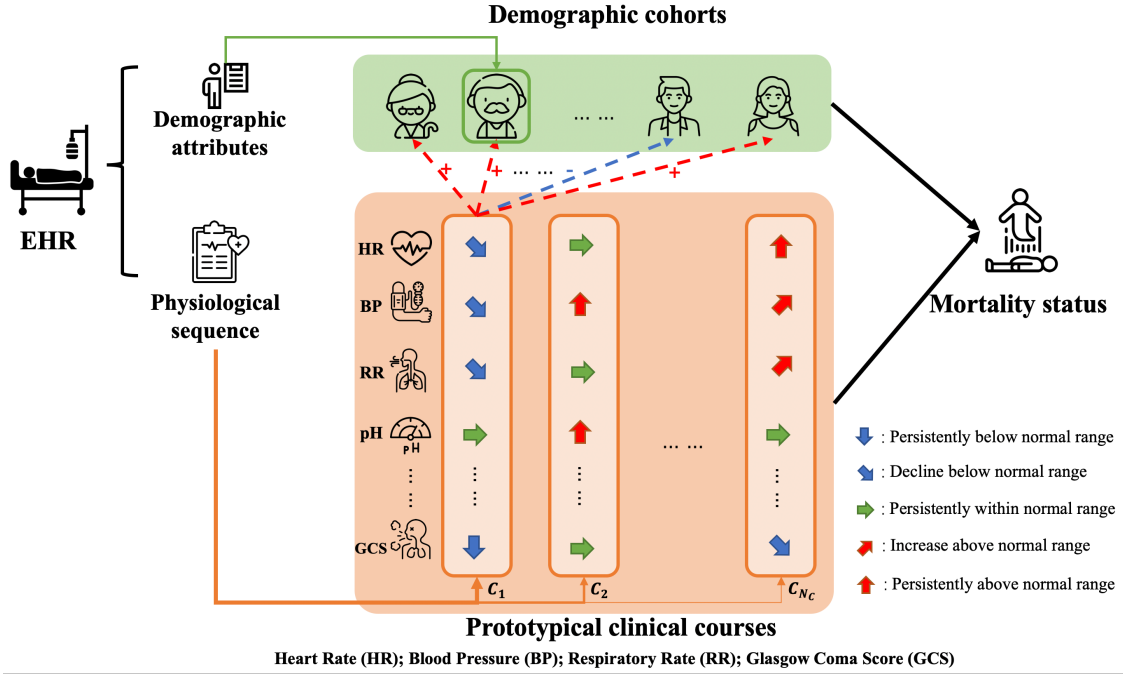 Demographic cohorts
Demographic
attributes
... ...
+
+
... ...
-
+
EHR
Physiological
sequence
HR
BP
RR
pH
pH
GCS
... ...
Mortality status
: Persistently below normal range
: Decline below normal range
: Persistently within normal range
: Increase above normal range
: Persistently above normal range
C1
C2
CNC
Prototypical clinical courses
Heart Rate (HR); Blood Pressure (BP); Respiratory Rate (RR); Glasgow Coma Score (GCS)